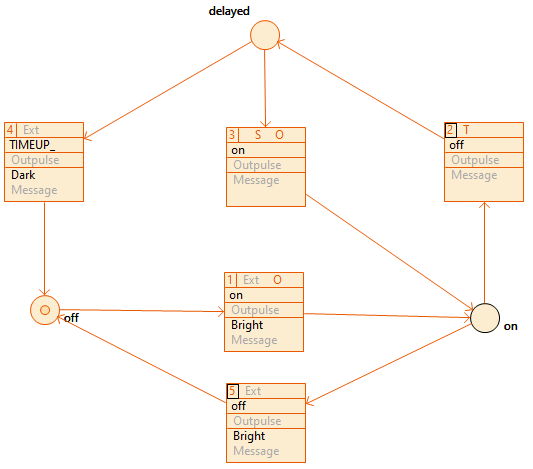 delayed
4 Ext
TIMEUP_
Outpulse
Dark
Message
3 S O
on
Outpulse
Message
2 T
off
Outpulse
Message
off
1 Ext O
on
Outpulse
Bright
Message
on
5 Ext
off
Outpulse
Bright
Message